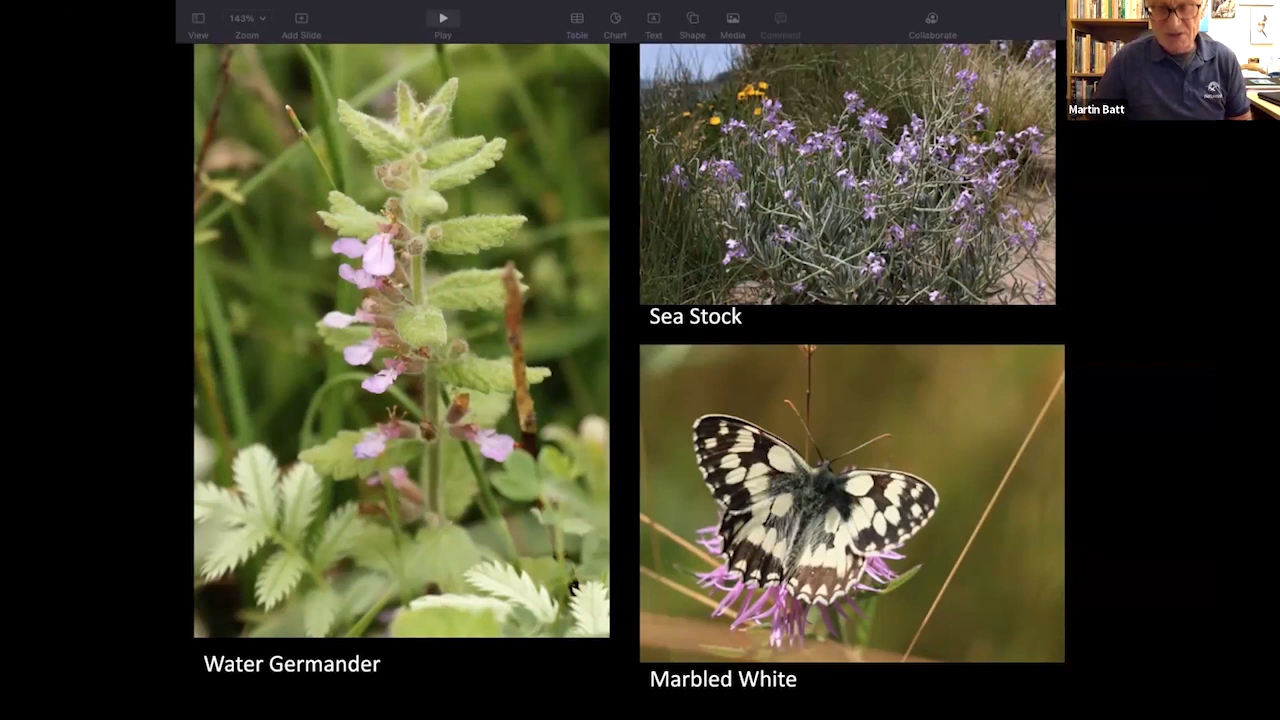 View
143%
Zoom
Add Slide
Play
Table
Chart
Text
Shape
Media
Comment
Collaborate
Martin Batt
Sea Stock
Water Germander
Marbled White